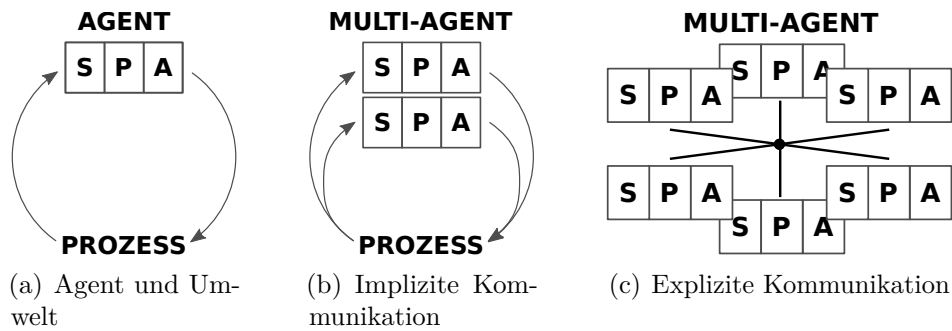 AGENT
S P A
PROZESS
(a) Agent und Um-
welt
MULTI-AGENT
S P A
S P A
PROZESS
(b) Implizite Kom-
munikation
MULTI-AGENT
S P A
S P A
S P A
S P A
S P A
S P A
(c) Explizite Kommunikation